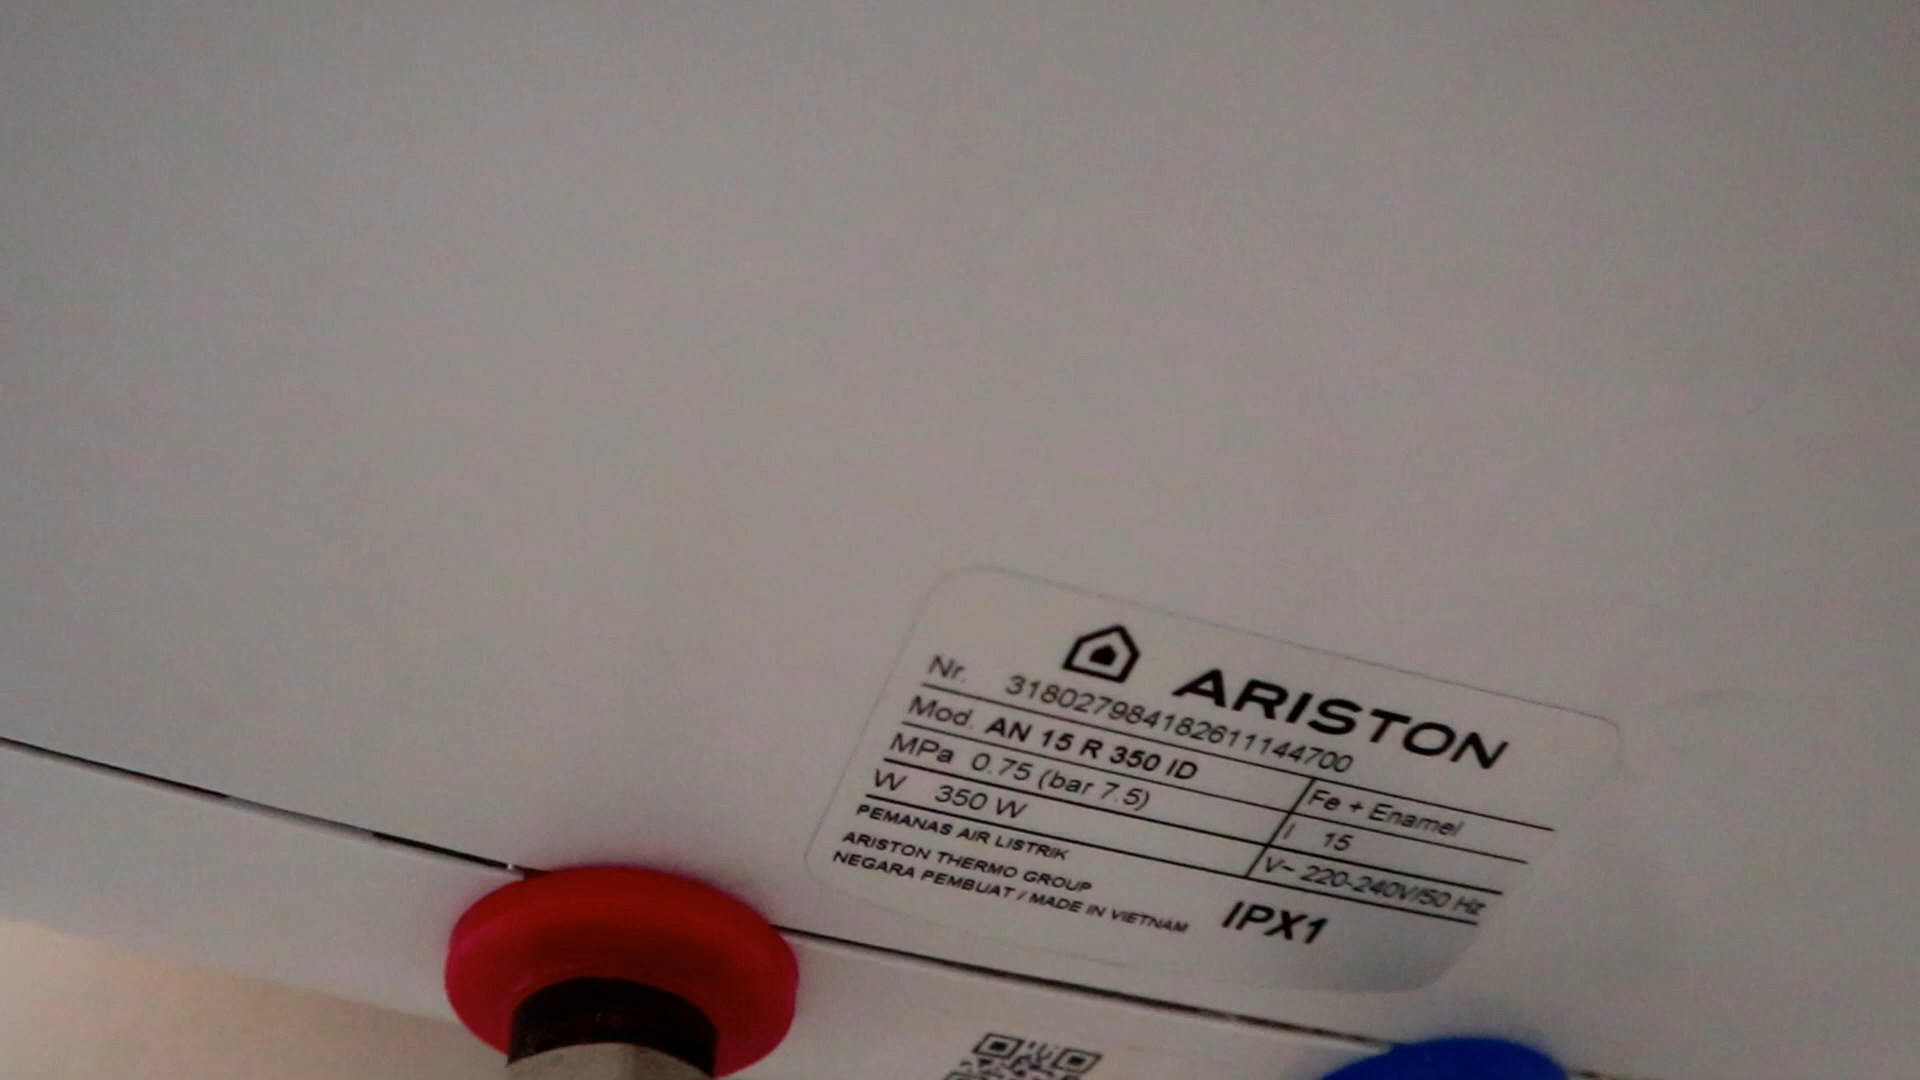 ARISTON
Nr. 318027984182611144700
Mod. AN 15 R 350 ID
Fe + Enamel
MPa 0.75 (bar 7.5)
l 15
W 350 W
V~ 220-240V/50 Hz
PEMANAS AIR LISTRIK
ARISTON THERMO GROUP
NEGARA PEMBUAT / MADE IN VIETNAM
IPX1